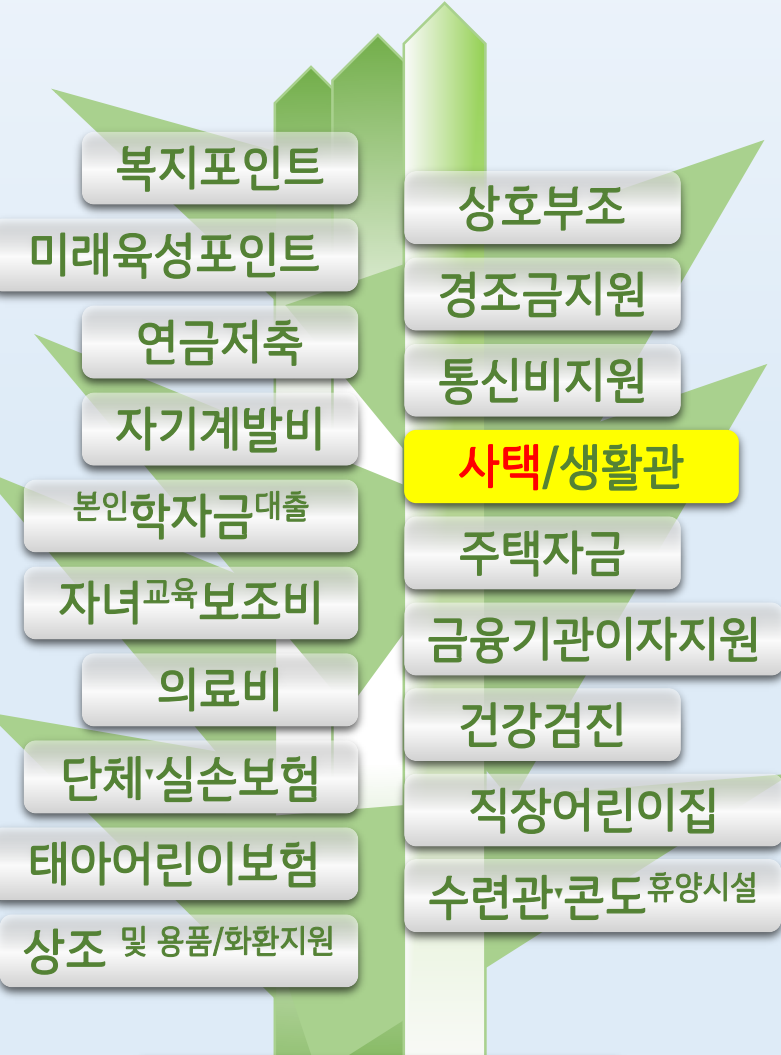 복지포인트
미래육성포인트
연금저축
자기계발비
본인학자금대출
자녀교육보조비
의료비
단체▾실손보험
태아어린이보험
상조 및 용품/화환지원
상호부조
경조금지원
통신비지원
사택/생활관
주택자금
금융기관이자지원
건강검진
직장어린이집
수련관▾콘도휴양시설